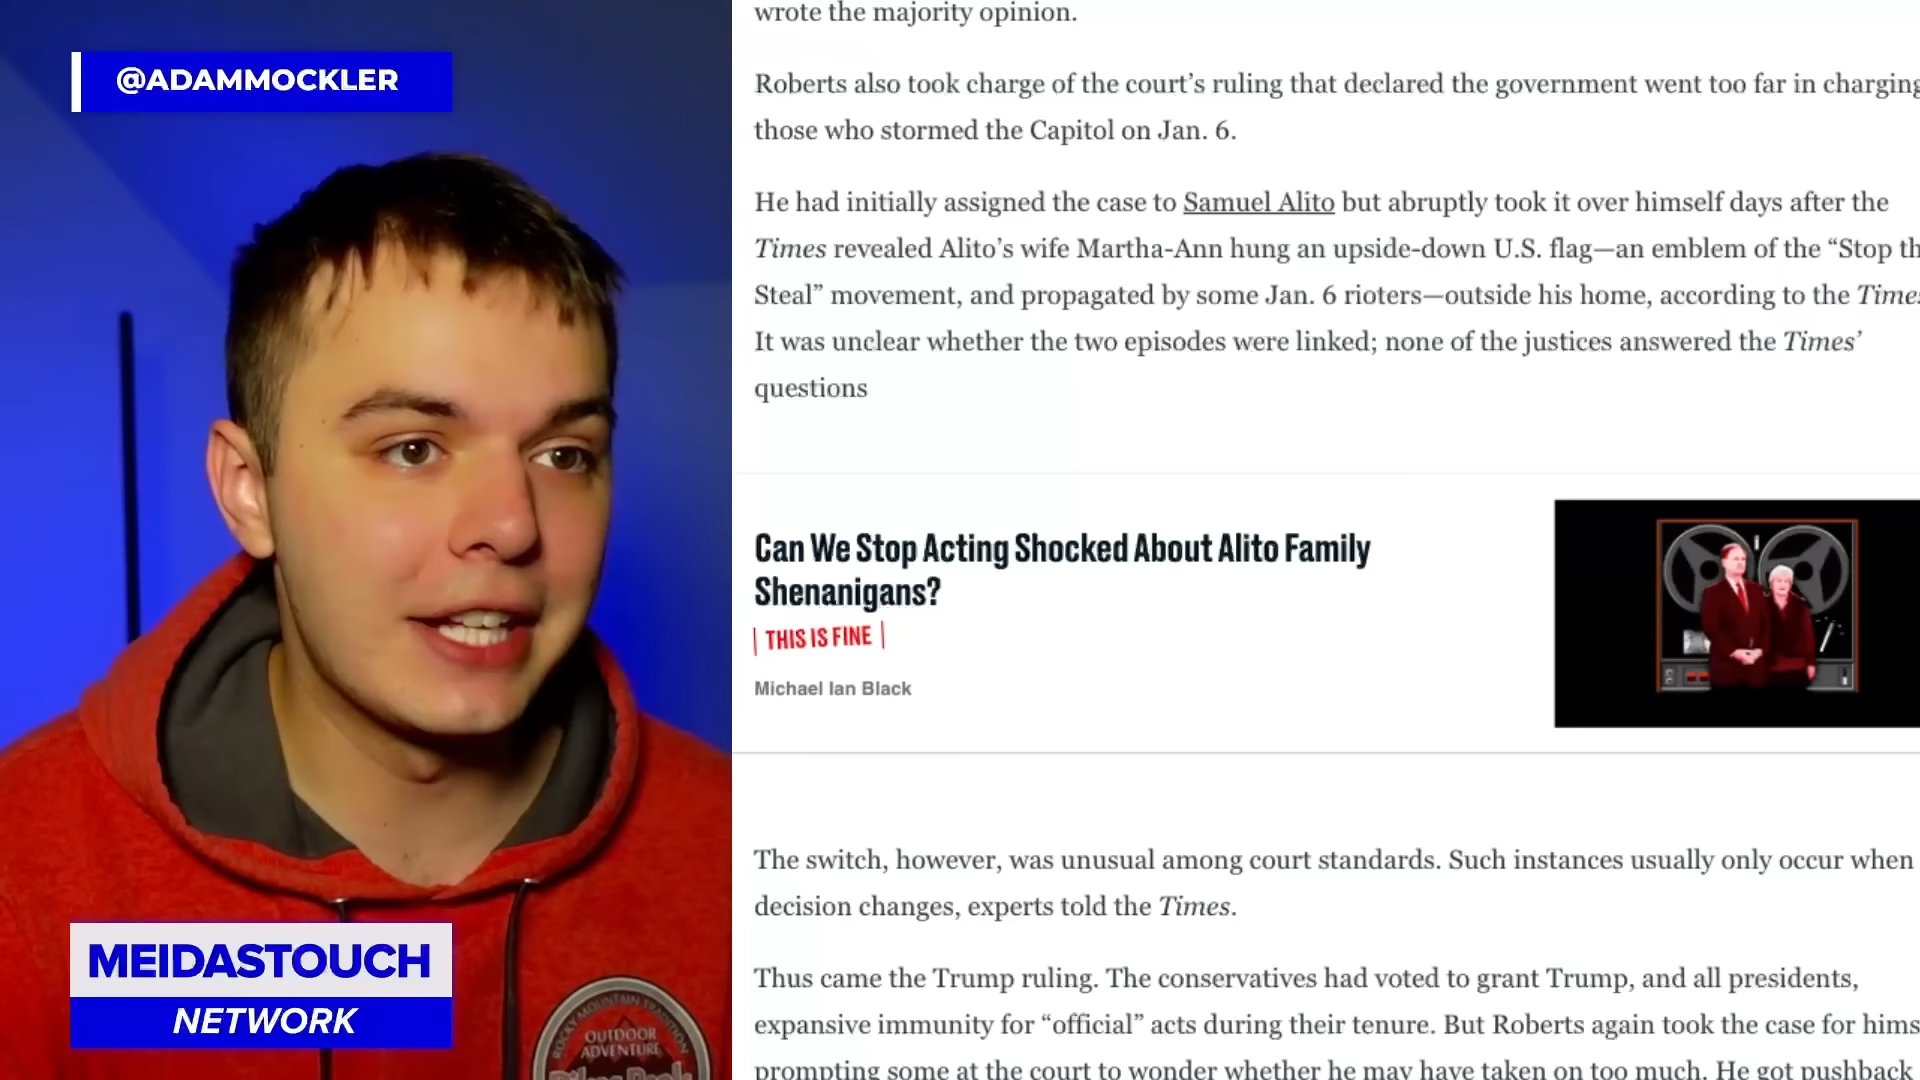 @ADAMMOCKLER
wrote the majority opinion.
Roberts also took charge of the court’s ruling that declared the government went too far in charging
those who stormed the Capitol on Jan. 6.
He had initially assigned the case to Samuel Alito but abruptly took it over himself days after the
Times revealed Alito’s wife Martha-Ann hung an upside-down U.S. flag—an emblem of the “Stop th
Steal” movement, and propagated by some Jan. 6 rioters—outside his home, according to the Times
It was unclear whether the two episodes were linked; none of the justices answered the Times’
questions
Can We Stop Acting Shocked About Alito Family
Shenanigans?
THIS IS FINE
Michael Ian Black
The switch, however, was unusual among court standards. Such instances usually only occur when
decision changes, experts told the Times.
Thus came the Trump ruling. The conservatives had voted to grant Trump, and all presidents,
expansive immunity for “official” acts during their tenure. But Roberts again took the case for hims
prompting some at the court to wonder whether he may have taken on too much. He got pushback
MEIDASTOUCH
NETWORK
ROCKY MOUNTAIN TRADITION
OUTDOOR
ADVENTURE
Pikes Peak